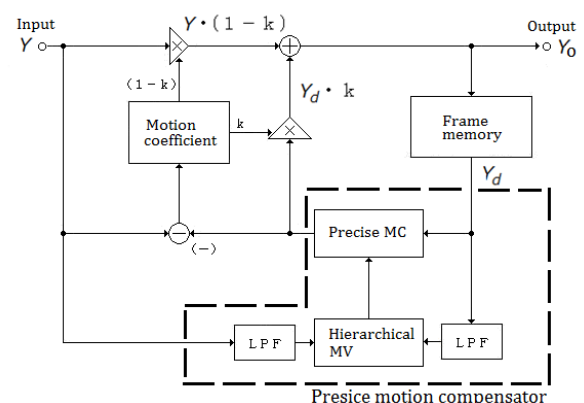 Input
Y
Y · (1 - k)
Output
Yo
(1 - k)
Yd · k
×
+
Motion
coefficient
k
×
Frame
memory
Yd
−
(−)
Precise MC
LPF
Hierarchical
MV
LPF
Presice motion compensator